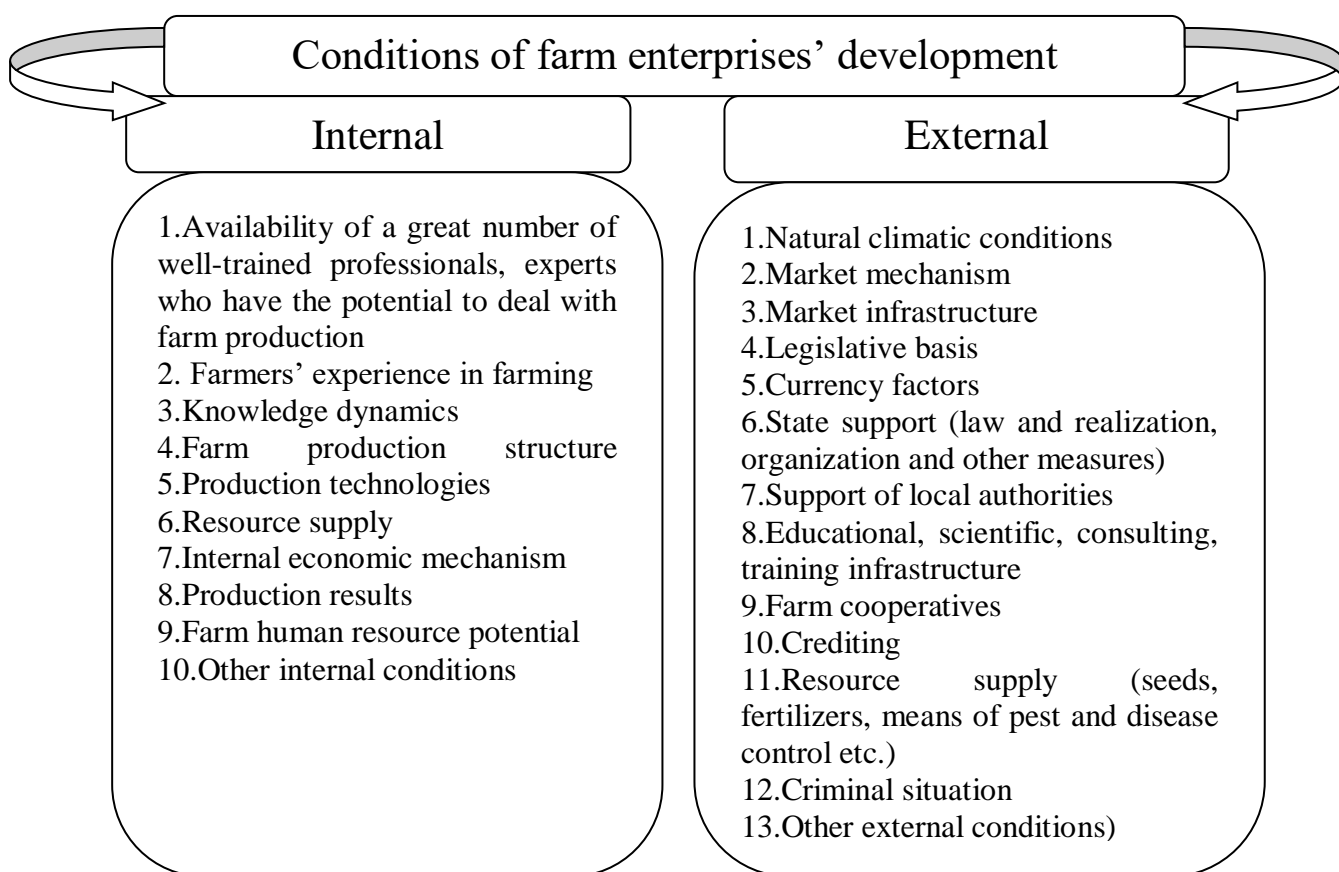 Conditions of farm enterprises’ development
Internal
1.Availability of a great number of
well-trained professionals, experts
who have the potential to deal with
farm production
2. Farmers’ experience in farming
3.Knowledge dynamics
4.Farm production structure
5.Production technologies
6.Resource supply
7.Internal economic mechanism
8.Production results
9.Farm human resource potential
10.Other internal conditions
External
1.Natural climatic conditions
2.Market mechanism
3.Market infrastructure
4.Legislative basis
5.Currency factors
6.State support (law and realization,
organization and other measures)
7.Support of local authorities
8.Educational, scientific, consulting,
training infrastructure
9.Farm cooperatives
10.Crediting
11.Resource supply (seeds,
fertilizers, means of pest and disease
control etc.)
12.Criminal situation
13.Other external conditions)